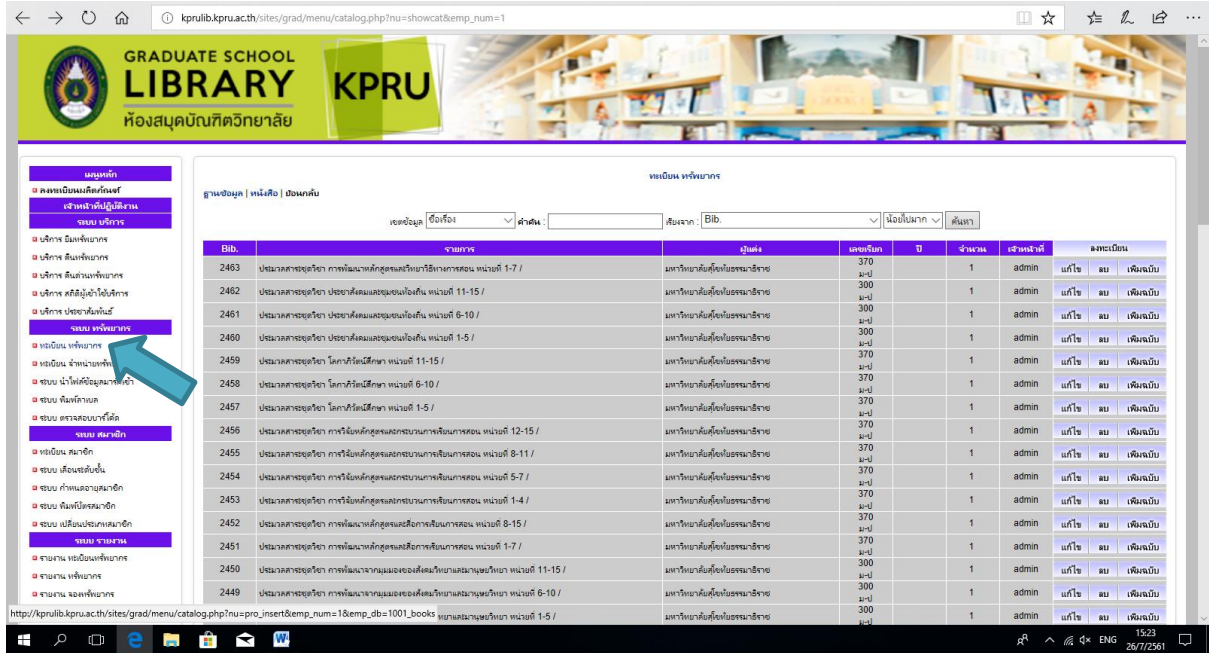 kprulib.kpru.ac.th/sites/grad/menu/catalog.php?nu=showcat&emp_num=1
GRADUATE SCHOOL
LIBRARY
ห้องสมุดบัณฑิตวิทยาลัย
KPRU
เมนูหลัก
ลงทะเบียนผลิตภัณฑ์
เจ้าหน้าที่ปฏิบัติงาน
ระบบ บริการ
บริการ ยืมทรัพยากร
บริการ คืนทรัพยากร
บริการ คืนด่วนทรัพยากร
บริการ สถิติผู้เข้าใช้บริการ
บริการ ประชาสัมพันธ์
ระบบ ทรัพยากร
ทะเบียน ทรัพยากร
ทะเบียน จำหน่ายทรัพ
ระบบ นำไฟล์ข้อมูลมาร์
ระบบ พิมพ์ลาเบล
ระบบ ตรวจสอบบาร์โค้ด
ระบบ สมาชิก
ทะเบียน สมาชิก
ระบบ เลื่อนระดับชั้น
ระบบ กำหนดอายุสมาชิก
ระบบ พิมพ์บัตรสมาชิก
ระบบ เปลี่ยนประเภทสมาชิก
ระบบ รายงาน
รายงาน ทะเบียนทรัพยากร
รายงาน ทรัพยากร
รายงาน จองทรัพยากร
ทะเบียน ทรัพยากร
ฐานข้อมูล | หนังสือ | ย้อนกลับ
เขตข้อมูล ชื่อเรื่อง คำค้น : เรียงจาก : Bib. น้อยไปมาก ค้นหา
Bib. รายการ ผู้แต่ง เลขเรียก ปี จำนวน เจ้าหน้าที่ ลงทะเบียน
2463 ประมวลสาระชุดวิชา การพัฒนาหลักสูตรและวิทยาวิธีทางการสอน หน่วยที่ 1-7 / มหาวิทยาลัยสุโขทัยธรรมาธิราช 370 ม-ป 1 admin แก้ไข ลบ เพิ่มฉบับ
2462 ประมวลสาระชุดวิชา ประชาสังคมและชุมชนท้องถิ่น หน่วยที่ 11-15 / มหาวิทยาลัยสุโขทัยธรรมาธิราช 300 ม-ป 1 admin แก้ไข ลบ เพิ่มฉบับ
2461 ประมวลสาระชุดวิชา ประชาสังคมและชุมชนท้องถิ่น หน่วยที่ 6-10 / มหาวิทยาลัยสุโขทัยธรรมาธิราช 300 ม-ป 1 admin แก้ไข ลบ เพิ่มฉบับ
2460 ประมวลสาระชุดวิชา ประชาสังคมและชุมชนท้องถิ่น หน่วยที่ 1-5 / มหาวิทยาลัยสุโขทัยธรรมาธิราช 300 ม-ป 1 admin แก้ไข ลบ เพิ่มฉบับ
2459 ประมวลสาระชุดวิชา โลกาภิวัตน์ศึกษา หน่วยที่ 11-15 / มหาวิทยาลัยสุโขทัยธรรมาธิราช 370 ม-ป 1 admin แก้ไข ลบ เพิ่มฉบับ
2458 ประมวลสาระชุดวิชา โลกาภิวัตน์ศึกษา หน่วยที่ 6-10 / มหาวิทยาลัยสุโขทัยธรรมาธิราช 370 ม-ป 1 admin แก้ไข ลบ เพิ่มฉบับ
2457 ประมวลสาระชุดวิชา โลกาภิวัตน์ศึกษา หน่วยที่ 1-5 / มหาวิทยาลัยสุโขทัยธรรมาธิราช 370 ม-ป 1 admin แก้ไข ลบ เพิ่มฉบับ
2456 ประมวลสาระชุดวิชา การวิจัยหลักสูตรและกระบวนการเรียนการสอน หน่วยที่ 12-15 / มหาวิทยาลัยสุโขทัยธรรมาธิราช 370 ม-ป 1 admin แก้ไข ลบ เพิ่มฉบับ
2455 ประมวลสาระชุดวิชา การวิจัยหลักสูตรและกระบวนการเรียนการสอน หน่วยที่ 8-11 / มหาวิทยาลัยสุโขทัยธรรมาธิราช 370 ม-ป 1 admin แก้ไข ลบ เพิ่มฉบับ
2454 ประมวลสาระชุดวิชา การวิจัยหลักสูตรและกระบวนการเรียนการสอน หน่วยที่ 5-7 / มหาวิทยาลัยสุโขทัยธรรมาธิราช 370 ม-ป 1 admin แก้ไข ลบ เพิ่มฉบับ
2453 ประมวลสาระชุดวิชา การวิจัยหลักสูตรและกระบวนการเรียนการสอน หน่วยที่ 1-4 / มหาวิทยาลัยสุโขทัยธรรมาธิราช 370 ม-ป 1 admin แก้ไข ลบ เพิ่มฉบับ
2452 ประมวลสาระชุดวิชา การพัฒนาหลักสูตรและสื่อการเรียนการสอน หน่วยที่ 8-15 / มหาวิทยาลัยสุโขทัยธรรมาธิราช 370 ม-ป 1 admin แก้ไข ลบ เพิ่มฉบับ
2451 ประมวลสาระชุดวิชา การพัฒนาหลักสูตรและสื่อการเรียนการสอน หน่วยที่ 1-7 / มหาวิทยาลัยสุโขทัยธรรมาธิราช 370 ม-ป 1 admin แก้ไข ลบ เพิ่มฉบับ
2450 ประมวลสาระชุดวิชา การพัฒนาจากมุมมองของสังคมวิทยาและมานุษยวิทยา หน่วยที่ 11-15 / มหาวิทยาลัยสุโขทัยธรรมาธิราช 300 ม-ป 1 admin แก้ไข ลบ เพิ่มฉบับ
2449 ประมวลสาระชุดวิชา การพัฒนาจากมุมมองของสังคมวิทยาและมานุษยวิทยา หน่วยที่ 6-10 / มหาวิทยาลัยสุโขทัยธรรมาธิราช 300 ม-ป 1 admin แก้ไข ลบ เพิ่มฉบับ
วิทยาและมานุษยวิทยา หน่วยที่ 1-5 / มหาวิทยาลัยสุโขทัยธรรมาธิราช 300 ม-ป 1 admin แก้ไข ลบ เพิ่มฉบับ
http://kprulib.kpru.ac.th/sites/grad/menu/catalog.php?nu=pro_insert&emp_num=1&emp_db=1001_books
ENG 15:23
26/7/2561